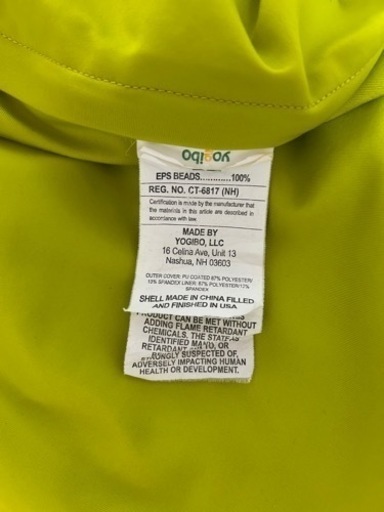 yogibo
EPS BEADS............100%
REG. NO. CT-6817 (NH)
Certification is made by the manufacturer that
the materials in this article are described in
accordance with law.
MADE BY
YOGIBO, LLC
16 Celina Ave, Unit 13
Nashua, NH 03603
OUTER COVER: PU COATED 87% POLYESTER/
13% SPANDEX LINER: 87% POLYESTER/13%
SPANDEX
SHELL MADE IN CHINA FILLED
AND FINISHED IN USA
PRODUCT CAN BE MET WITHOUT
ADDING FLAME RETARDANT
CHEMICALS. THE STATE HAS
IDENTIFIED MANY
RETARDANT
STRONGLY SUSPECTED OF
ADVERSELY IMPACTING HUMAN
HEALTH OR DEVELOPMENT.